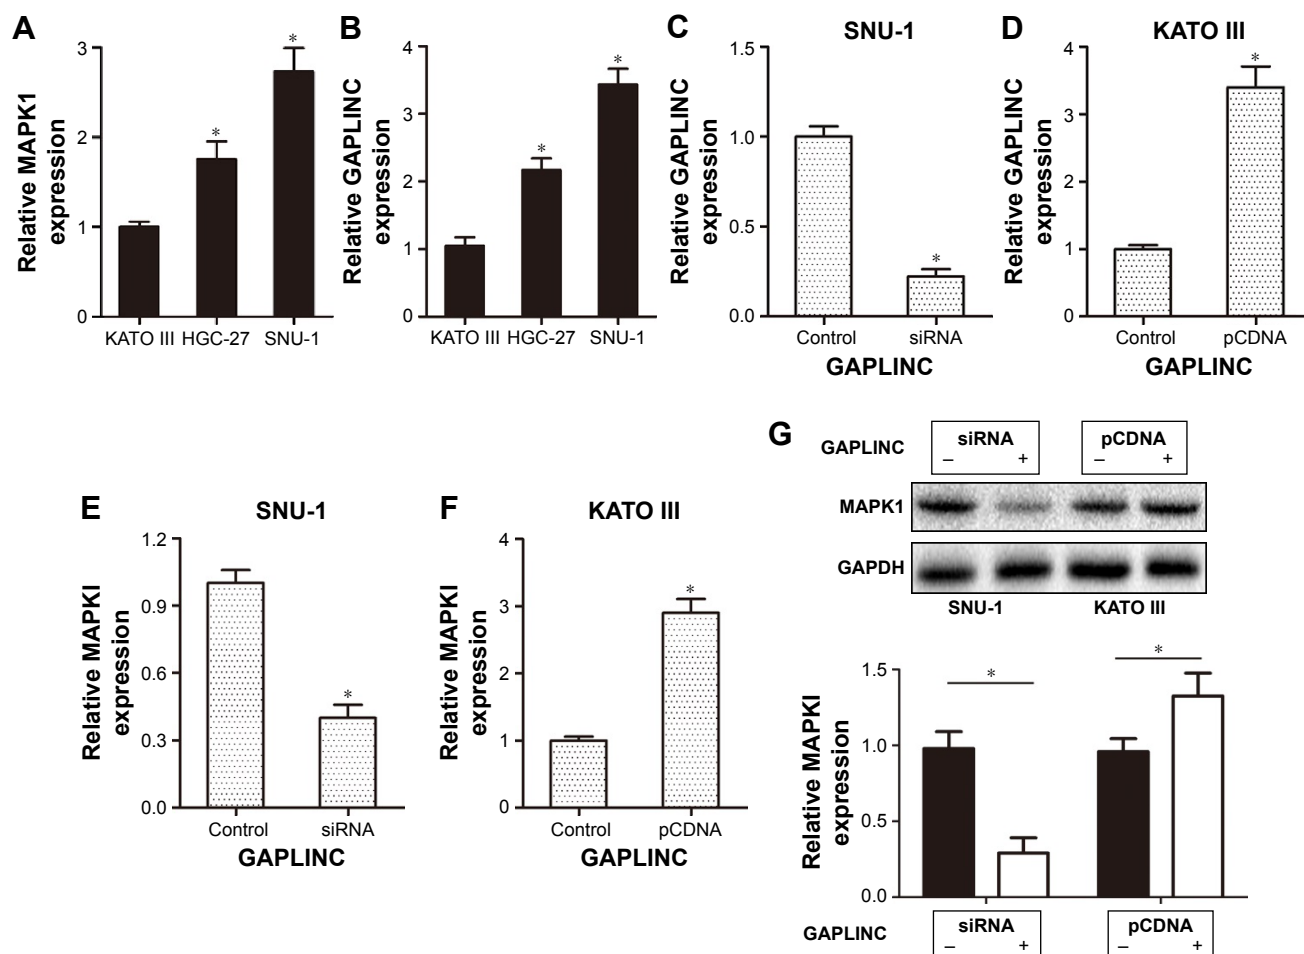 A
Relative MAPK1
expression
3
2
1
0
*
*
KATO III HGC-27 SNU-1
B
Relative GAPLINC
expression
4
3
2
1
0
*
*
KATO III HGC-27 SNU-1
C
SNU-1
Relative GAPLINC
expression
1.5
1.0
0.5
0.0
*
Control siRNA
GAPLINC
D
KATO III
Relative GAPLINC
expression
4
3
2
1
0
*
Control pCDNA
GAPLINC
E
SNU-1
Relative MAPKI
expression
1.2
0.9
0.6
0.3
0.0
*
Control siRNA
GAPLINC
F
KATO III
Relative MAPKI
expression
4
3
2
1
0
*
Control pCDNA
GAPLINC
G
GAPLINC
siRNA
– +
pCDNA
– +
MAPK1
GAPDH
SNU-1 KATO III
Relative MAPKI
expression
1.5
1.0
0.5
0.0
*
*
GAPLINC
siRNA
– +
pCDNA
– +